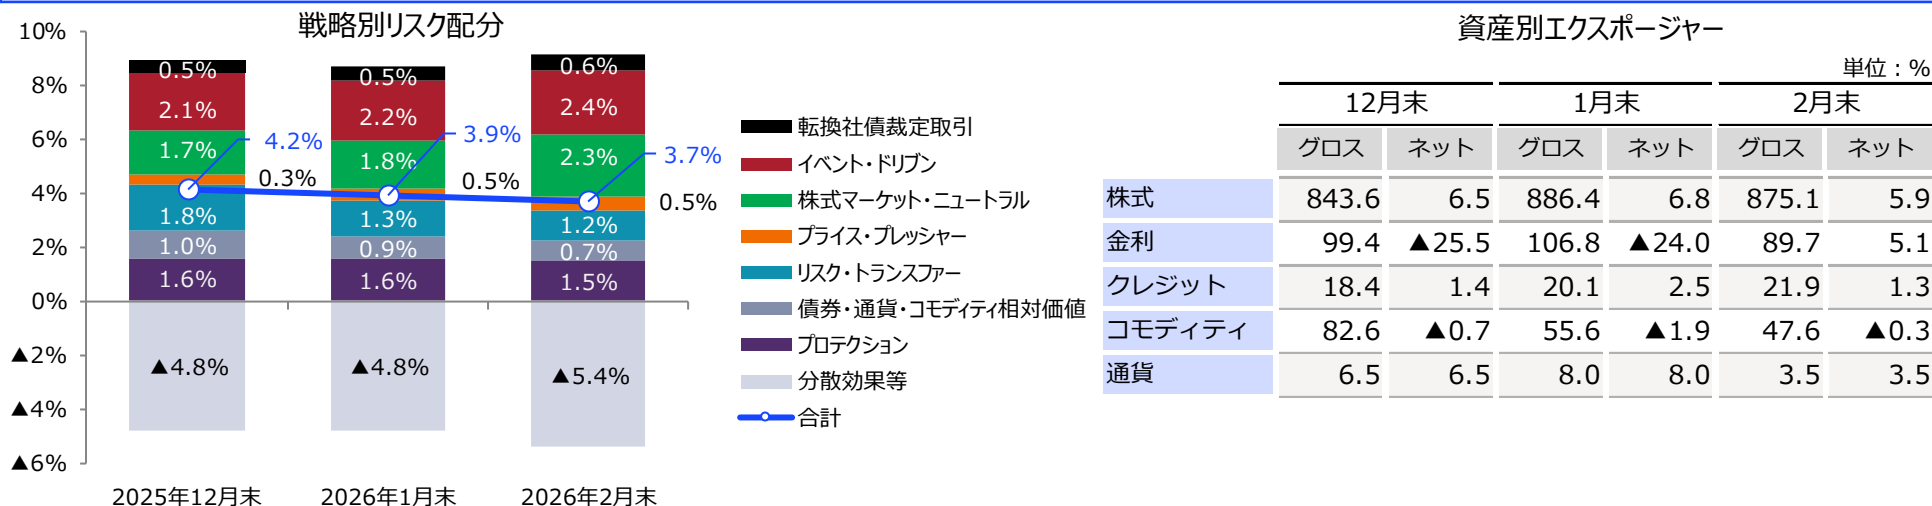 戦略別リスク配分
10%
8%
6%
4%
2%
0%
▲2%
▲4%
▲6%
0.5%
2.1%
1.7%
4.2%
0.3%
1.8%
1.0%
1.6%
▲4.8%
0.5%
2.2%
1.8%
3.9%
0.5%
1.3%
0.9%
1.6%
▲4.8%
0.6%
2.4%
2.3%
3.7%
0.5%
1.2%
0.7%
1.5%
▲5.4%
2025年12月末 2026年1月末 2026年2月末
転換社債裁定取引
イベント・ドリブン
株式マーケット・ニュートラル
プライス・プレッシャー
リスク・トランスファー
債券・通貨・コモディティ相対価値
プロテクション
分散効果等
合計
資産別エクスポージャー
単位:%
12月末 1月末 2月末
グロス ネット グロス ネット グロス ネット
株式 843.6 6.5 886.4 6.8 875.1 5.9
金利 99.4 ▲25.5 106.8 ▲24.0 89.7 5.1
クレジット 18.4 1.4 20.1 2.5 21.9 1.3
コモディティ 82.6 ▲0.7 55.6 ▲1.9 47.6 ▲0.3
通貨 6.5 6.5 8.0 8.0 3.5 3.5